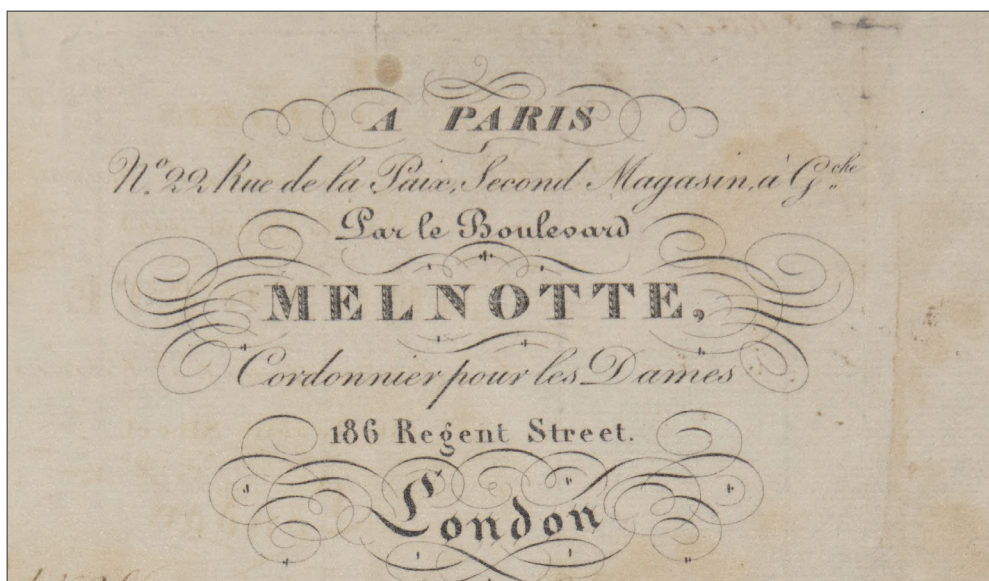 A PARIS
N.º 22 Rue de la Paix, Second Magasin, à G.che
Par le Boulevard
MELNOTTE,
Cordonnier pour les Dames
186 Regent Street.
London